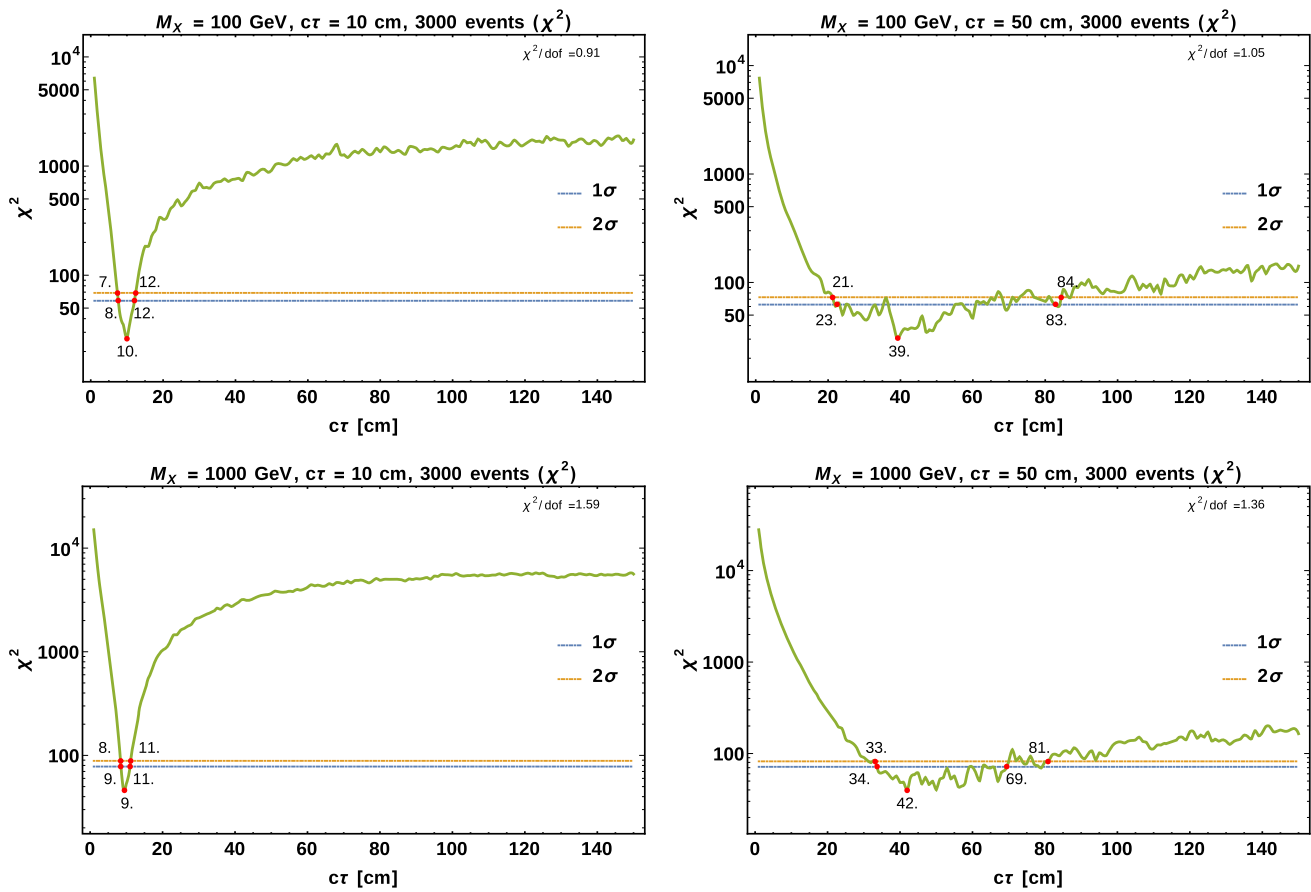 M_X = 100 GeV, cτ = 10 cm, 3000 events (χ²)
χ²/dof =0.91
10⁴
5000
1000
500
100
50
χ²
1σ
2σ
7.
12.
8.
12.
10.
0 20 40 60 80 100 120 140
cτ [cm]
M_X = 100 GeV, cτ = 50 cm, 3000 events (χ²)
χ²/dof =1.05
10⁴
5000
1000
500
100
50
χ²
1σ
2σ
21.
84.
23.
83.
39.
0 20 40 60 80 100 120 140
cτ [cm]
M_X = 1000 GeV, cτ = 10 cm, 3000 events (χ²)
χ²/dof =1.59
10⁴
1000
100
χ²
1σ
2σ
8.
11.
9.
11.
9.
0 20 40 60 80 100 120 140
cτ [cm]
M_X = 1000 GeV, cτ = 50 cm, 3000 events (χ²)
χ²/dof =1.36
10⁴
1000
100
χ²
1σ
2σ
33.
81.
34.
69.
42.
0 20 40 60 80 100 120 140
cτ [cm]